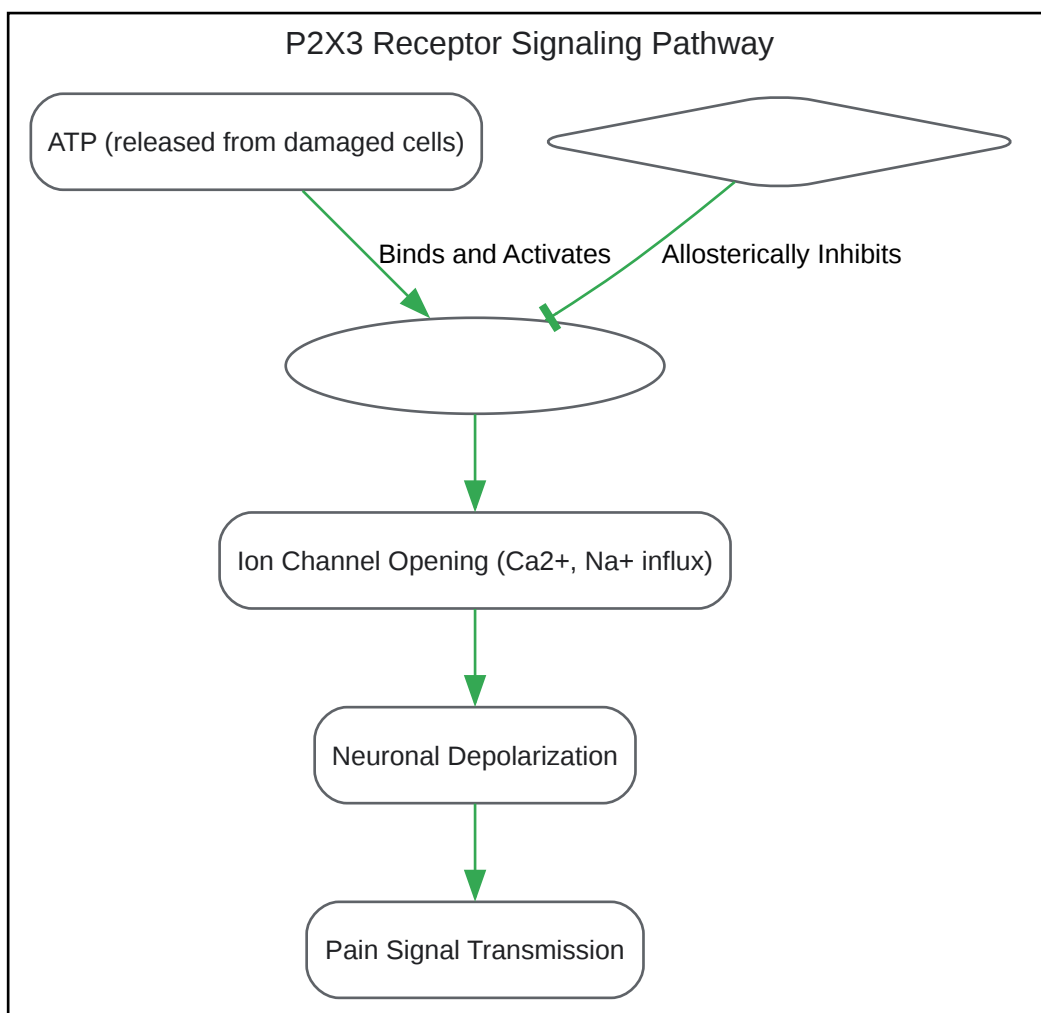 P2X3 Receptor Signaling Pathway
ATP (released from damaged cells)
Binds and Activates
Allosterically Inhibits
Ion Channel Opening (Ca2+, Na+ influx)
Neuronal Depolarization
Pain Signal Transmission